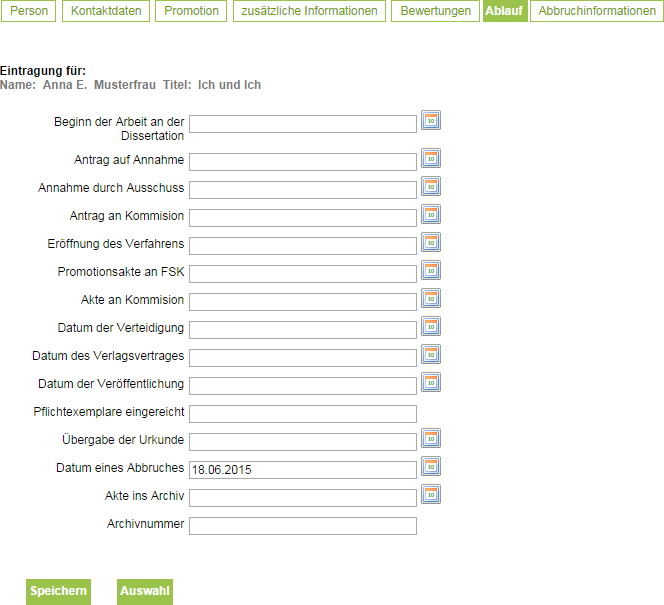 Person Kontaktdaten Promotion zusätzliche Informationen Bewertungen Ablauf Abbruchinformationen
Eintragung für:
Name: Anna E. Musterfrau Titel: Ich und Ich
Beginn der Arbeit an der
Dissertation
Antrag auf Annahme
Annahme durch Ausschuss
Antrag an Kommision
Eröffnung des Verfahrens
Promotionsakte an FSK
Akte an Kommision
Datum der Verteidigung
Datum des Verlagsvertrages
Datum der Veröffentlichung
Pflichtexemplare eingereicht
Übergabe der Urkunde
Datum eines Abbruches 18.06.2015
Akte ins Archiv
Archivnummer
Speichern Auswahl